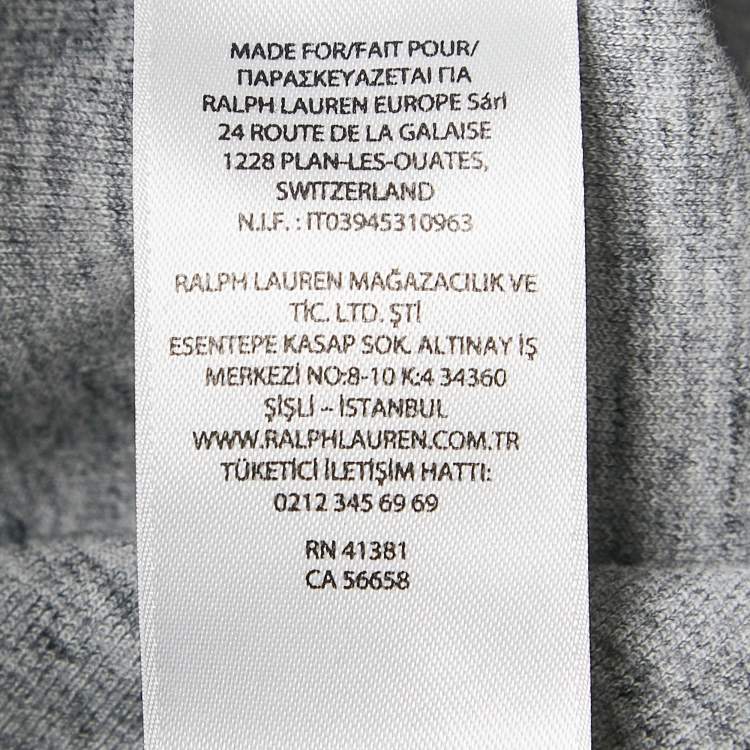 MADE FOR/FAIT POUR/
ΠΑΡΑΣΚΕΥΑΖΕΤΑΙ ΓΙΑ
RALPH LAUREN EUROPE Sárl
24 ROUTE DE LA GALAISE
1228 PLAN-LES-OUATES,
SWITZERLAND
N.I.F. : IT03945310963
RALPH LAUREN MAĞAZACILIK VE
TİC. LTD. ŞTİ
ESENTEPE KASAP SOK. ALTINAY İŞ
MERKEZİ NO:8-10 K:4 34360
ŞİŞLİ – İSTANBUL
WWW.RALPHLAUREN.COM.TR
TÜKETİCİ İLETİŞİM HATTI:
0212 345 69 69
RN 41381
CA 56658